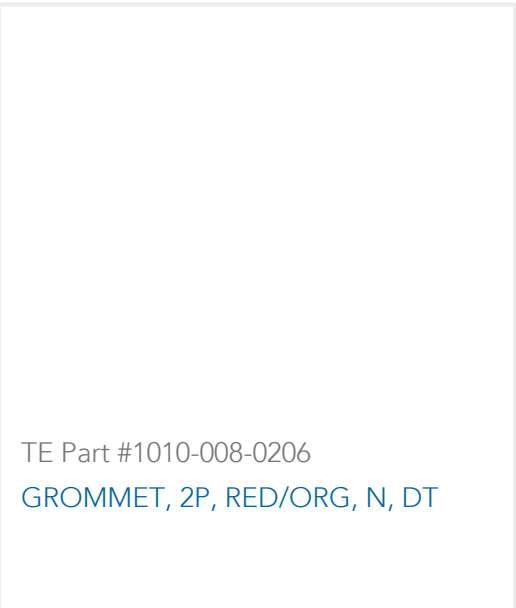 TE Part #1010-008-0206
GROMMET, 2P, RED/ORG, N, DT